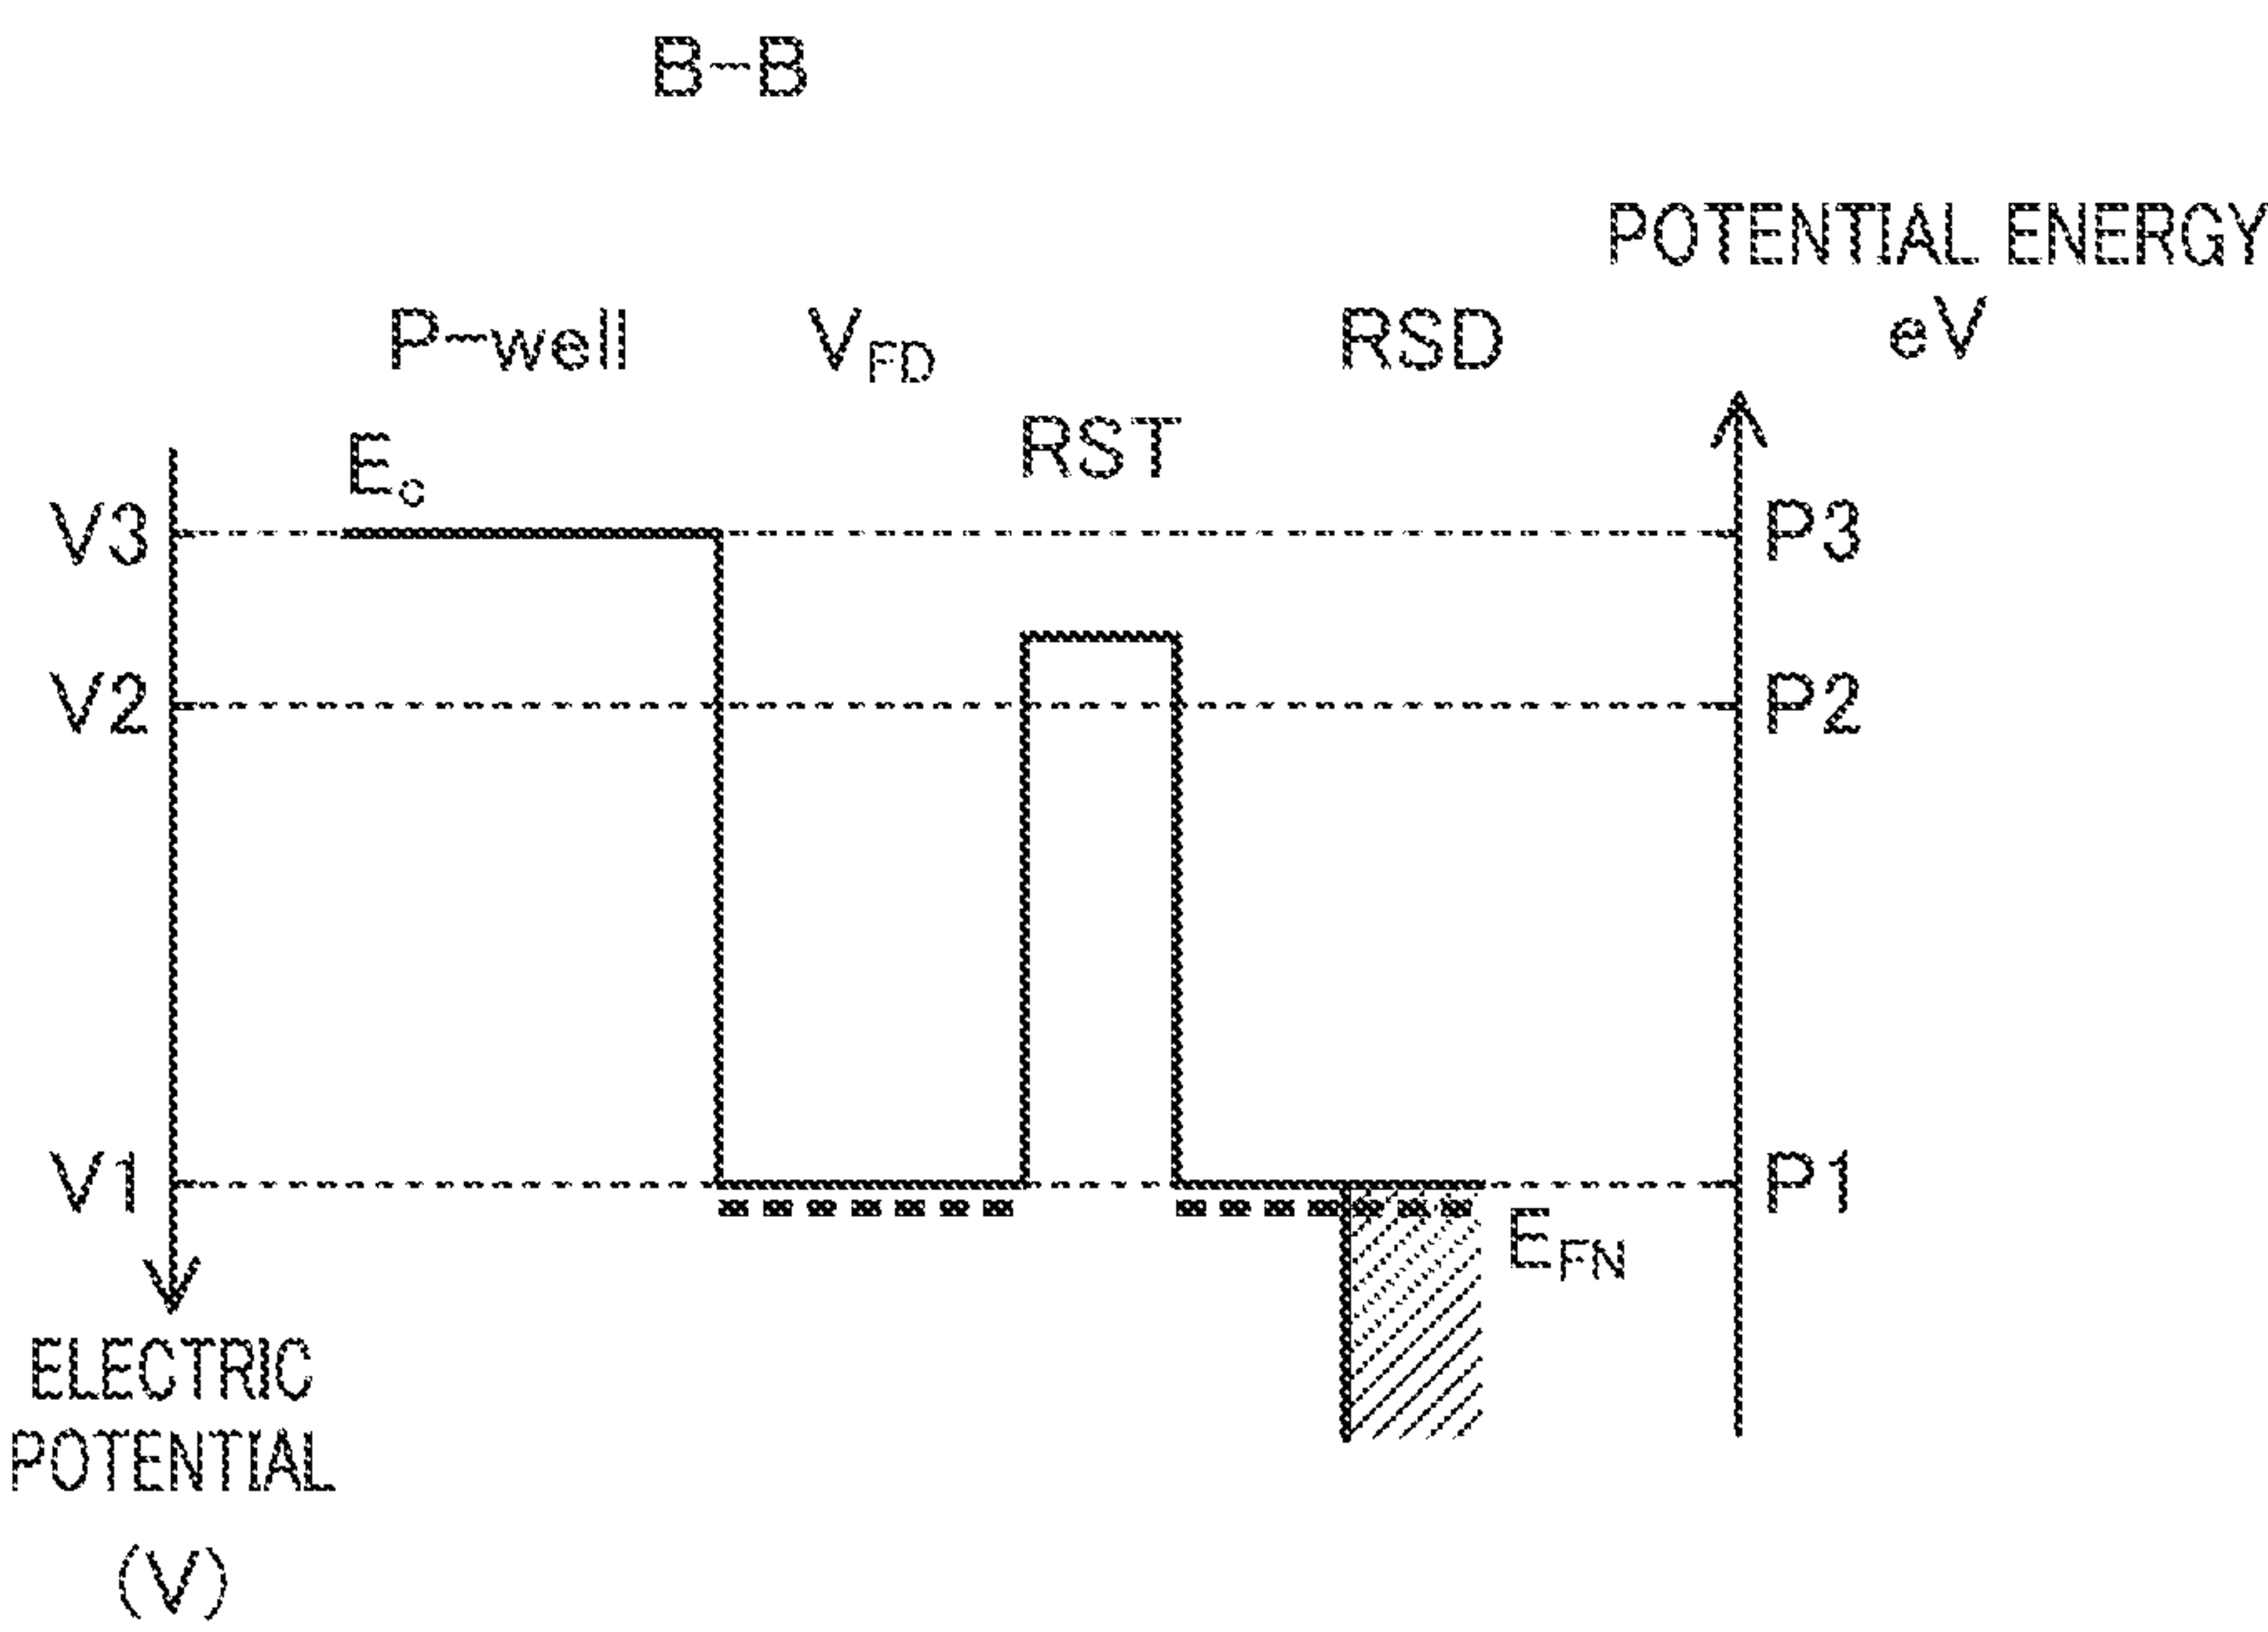 B-B
POTENTIAL ENERGY
eV
P-well VFD RSD
Ec RST
V3 P3
V2 P2
V1 P1
EFN
ELECTRIC
POTENTIAL
(V)